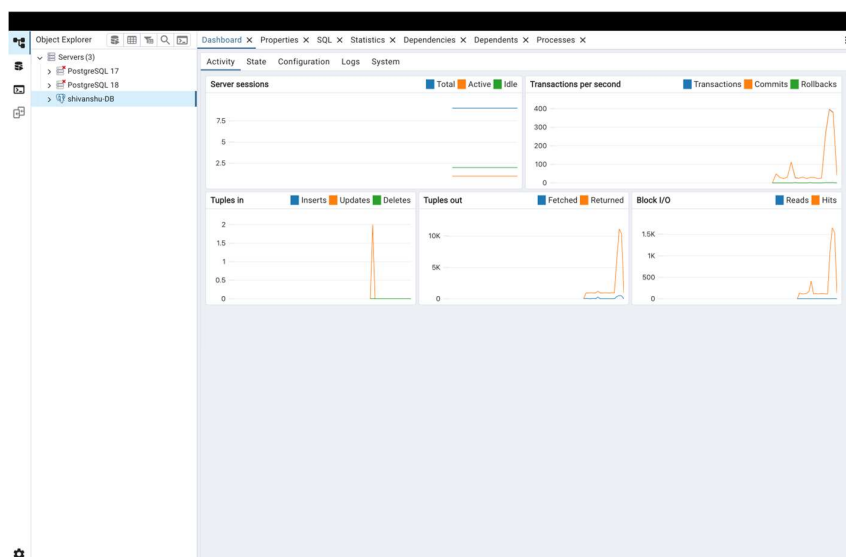 Object Explorer
Dashboard X Properties X SQL X Statistics X Dependencies X Dependents X Processes X
Servers (3)
PostgreSQL 17
PostgreSQL 18
shivanshu-DB
Activity State Configuration Logs System
Server sessions Total Active Idle
7.5
5
2.5
Transactions per second Transactions Commits Rollbacks
400
300
200
100
0
Tuples in Inserts Updates Deletes
2
1.5
1
0.5
0
Tuples out Fetched Returned
10K
5K
0
Block I/O Reads Hits
1.5K
1K
500
0